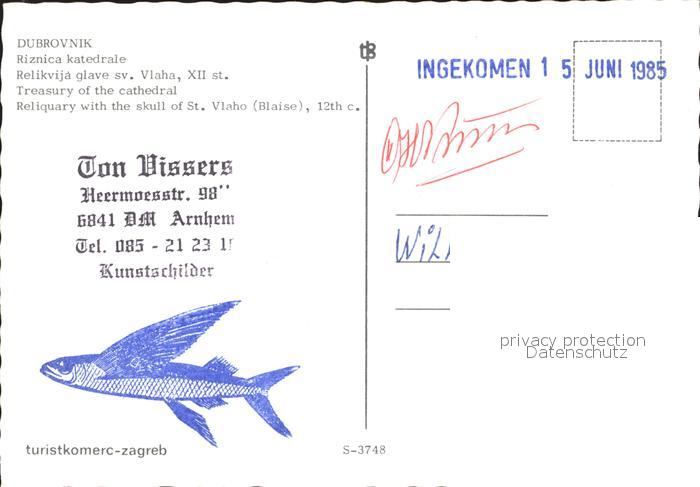 DUBROVNIK
Riznica katedrale
Relikvijá glave sv. Vlaha, XII st.
Treasury of the cathedral
Reliquary with the skull of St. Vlaho (Blaise), 12th c.
INGEKOMEN 1 5 JUNI 1985
Ton Vissers
Heermoesstr. 98''
6841 DM Arnhem
Tel. 085 - 21 23
Kunstschilder
privacy protection
Datenschutz
turistkomerc-zagreb
S-3748